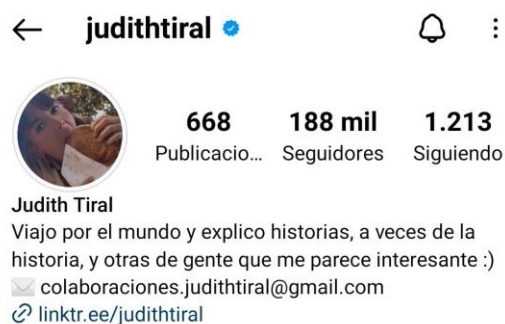 judithtiral
668
188 mil
1.213
Publicacio...
Seguidores
Siguiendo
Judith Tiral
Viajo por el mundo y explico historias, a veces de la
historia, y otras de gente que me parece interesante :)
colaboraciones.judithtiral@gmail.com
linktr.ee/judithtiral